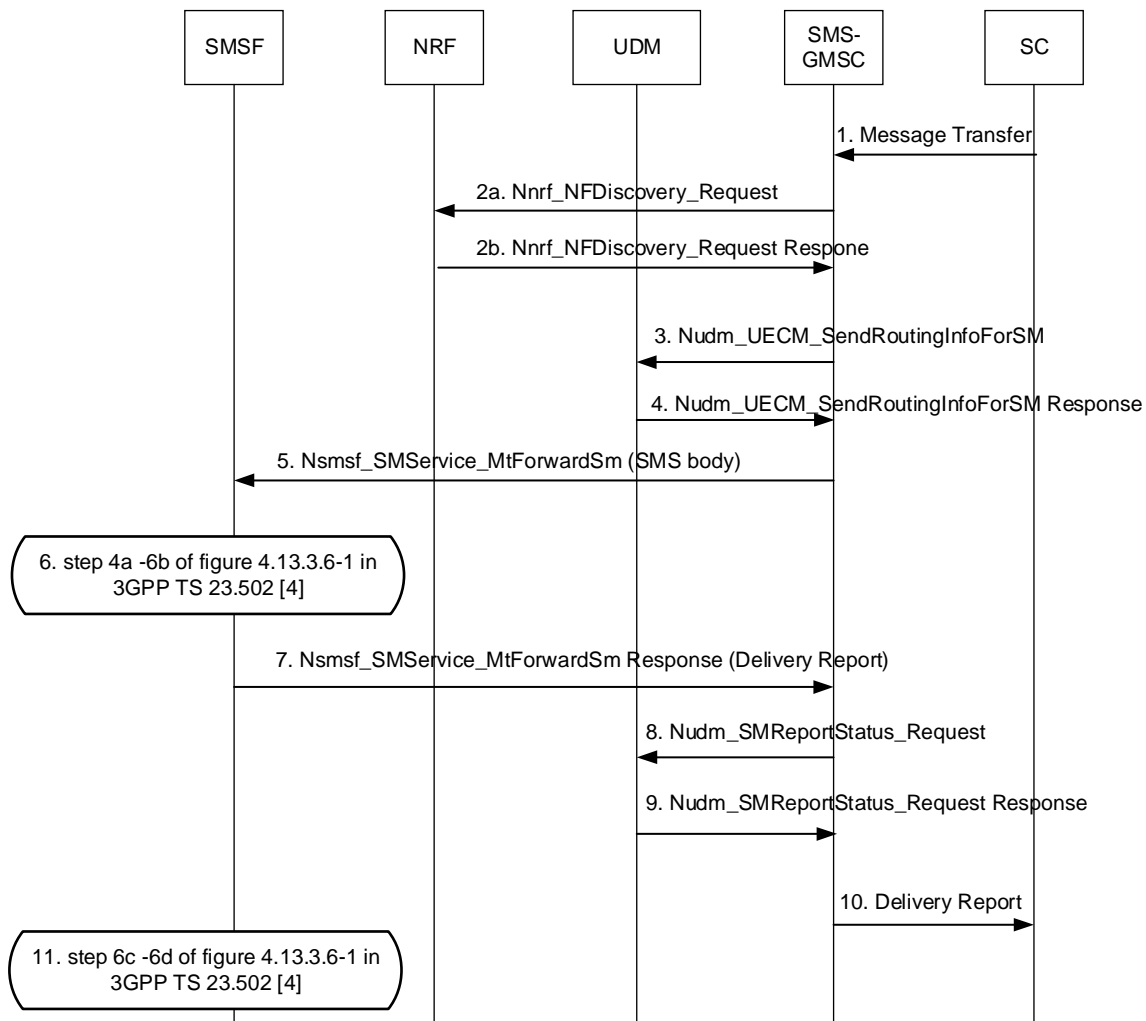 SMSF
NRF
UDM
SMS-
GMSC
SC
1. Message Transfer
2a. Nnrf_NFDiscovery_Request
2b. Nnrf_NFDiscovery_Request Respone
3. Nudm_UECM_SendRoutingInfoForSM
4. Nudm_UECM_SendRoutingInfoForSM Response
5. Nsmsf_SMService_MtForwardSm (SMS body)
6. step 4a -6b of figure 4.13.3.6-1 in
3GPP TS 23.502 [4]
7. Nsmsf_SMService_MtForwardSm Response (Delivery Report)
8. Nudm_SMReportStatus_Request
9. Nudm_SMReportStatus_Request Response
10. Delivery Report
11. step 6c -6d of figure 4.13.3.6-1 in
3GPP TS 23.502 [4]